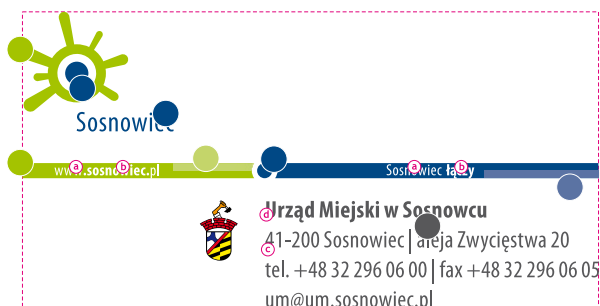 Sosnowiec
www.sosnowiec.pl
a b
Sosnowiec łączy
a b
d
Urząd Miejski w Sosnowcu
c
41-200 Sosnowiec | aleja Zwycięstwa 20
tel. +48 32 296 06 00 | fax +48 32 296 06 05
um@um.sosnowiec.pl